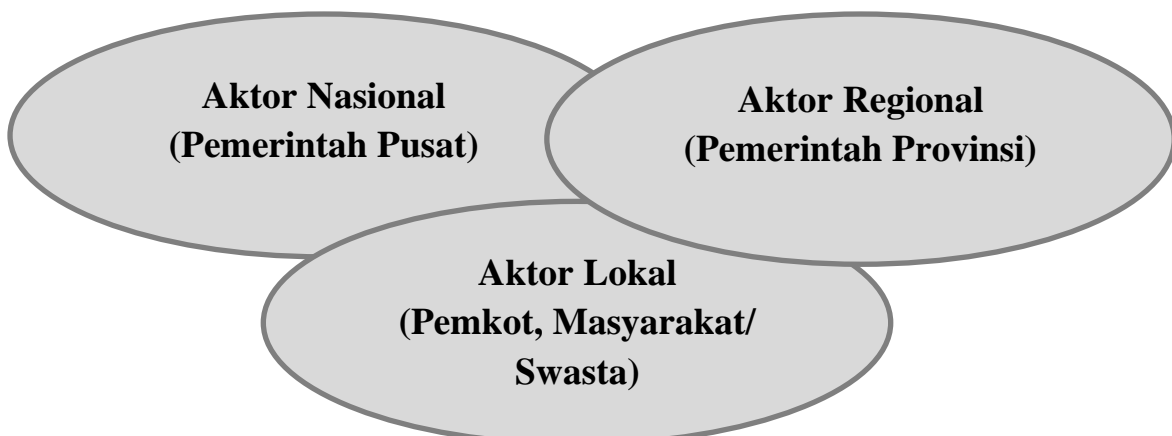 Aktor Nasional
(Pemerintah Pusat)
Aktor Regional
(Pemerintah Provinsi)
Aktor Lokal
(Pemkot, Masyarakat/
Swasta)